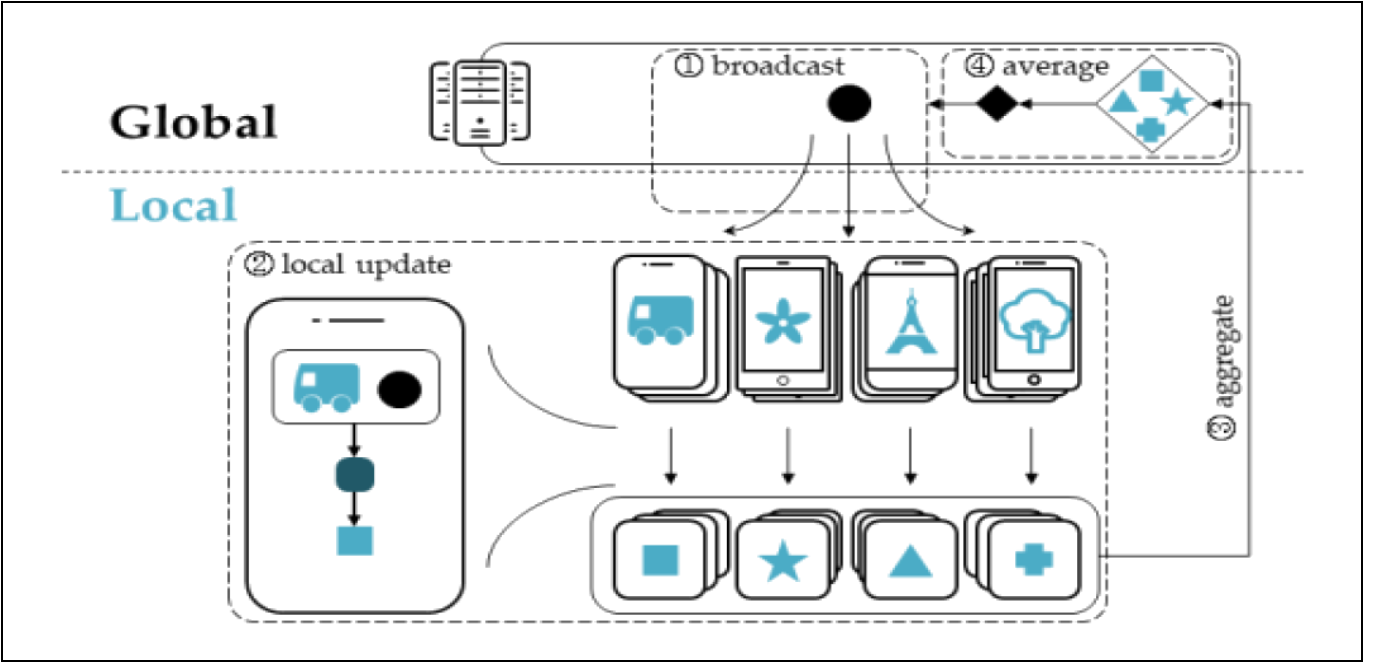 ① broadcast
④ average
Global
Local
② local update
③ aggregate